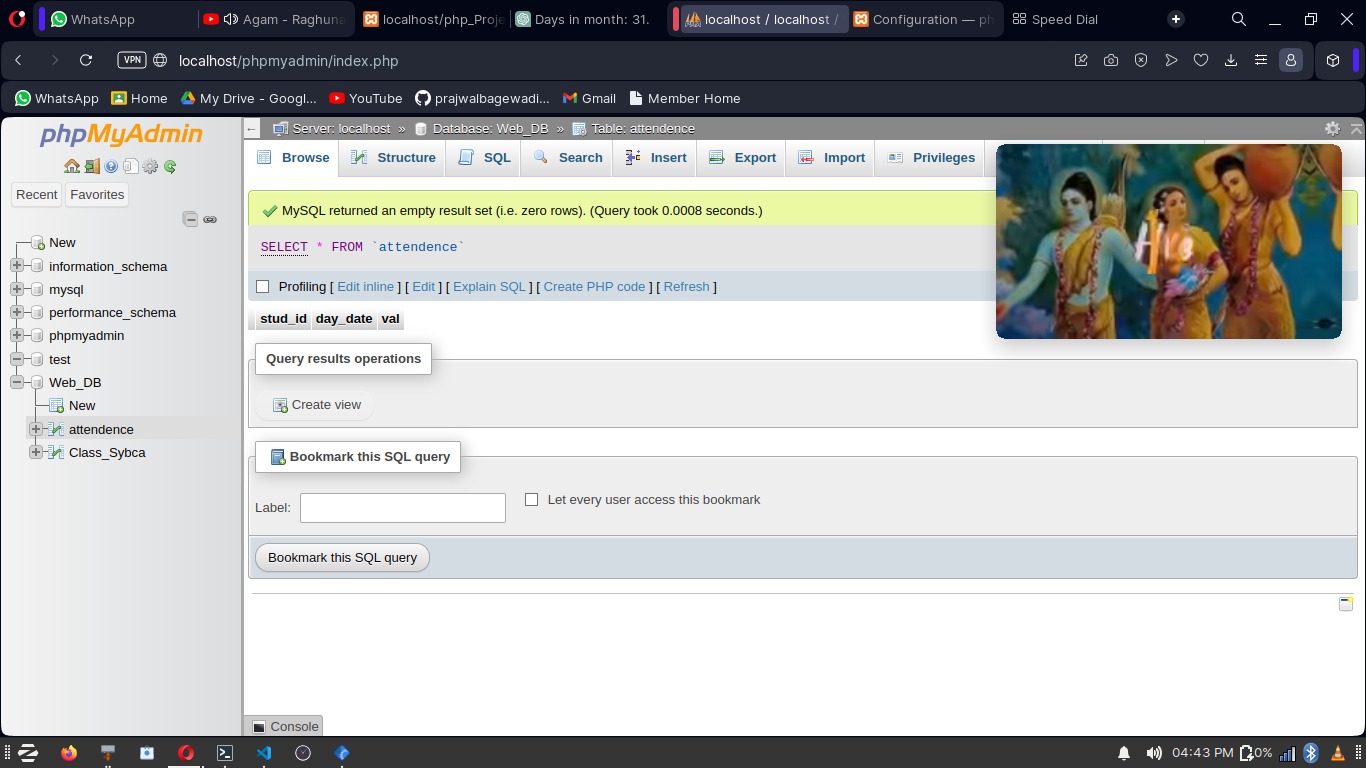 WhatsApp
Agam - Raghuna
localhost/php_Proje
Days in month: 31.
localhost / localhost /
Configuration — ph
Speed Dial
VPN
localhost/phpmyadmin/index.php
WhatsApp
Home
My Drive - Googl...
YouTube
prajwalbagewadi...
Gmail
Member Home
phpMyAdmin
Recent
Favorites
New
information_schema
mysql
performance_schema
phpmyadmin
test
Web_DB
New
attendence
Class_Sybca
Server: localhost » Database: Web_DB » Table: attendence
Browse
Structure
SQL
Search
Insert
Export
Import
Privileges
MySQL returned an empty result set (i.e. zero rows). (Query took 0.0008 seconds.)
SELECT * FROM `attendence`
Profiling [ Edit inline ] [ Edit ] [ Explain SQL ] [ Create PHP code ] [ Refresh ]
stud_id day_date val
Query results operations
Create view
Bookmark this SQL query
Label:
Let every user access this bookmark
Bookmark this SQL query
Console
04:43 PM